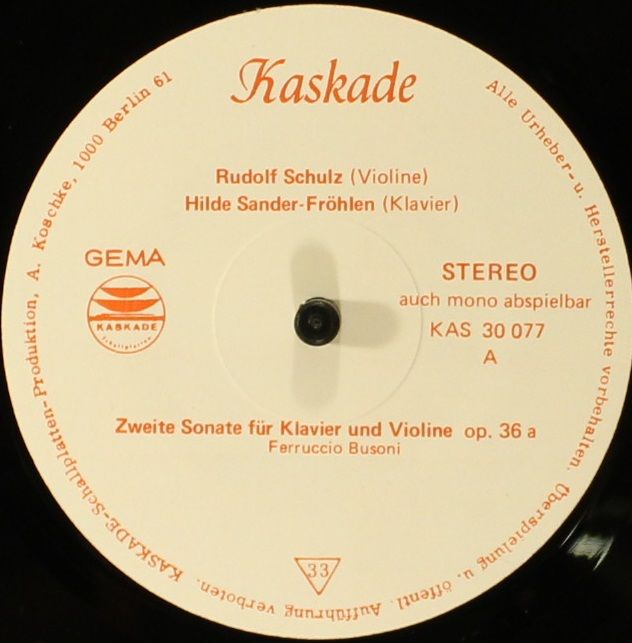 Kaskade
Rudolf Schulz (Violine)
Hilde Sander-Fröhlen (Klavier)
GEMA
KASKADE
Schallplatten
STEREO
auch mono abspielbar
KAS 30 077
A
Zweite Sonate für Klavier und Violine op. 36 a
Ferruccio Busoni
33
Alle Urheber- u. Herstellerrechte vorbehalten. Überspielung u. öffentl. Aufführung verboten. KASKADE-Schallplatten-Produktion, A. Koschke, 1000 Berlin 61